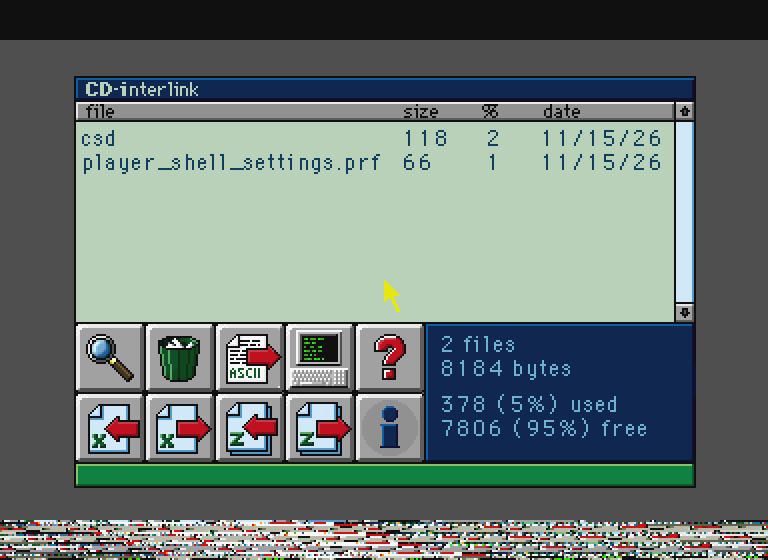 CD-interlink
file size % date
csd 118 2 11/15/26
player_shell_settings.prf 66 1 11/15/26
ASCII
?
X X Z Z i
2 files
8184 bytes
378 (5%) used
7806 (95%) free